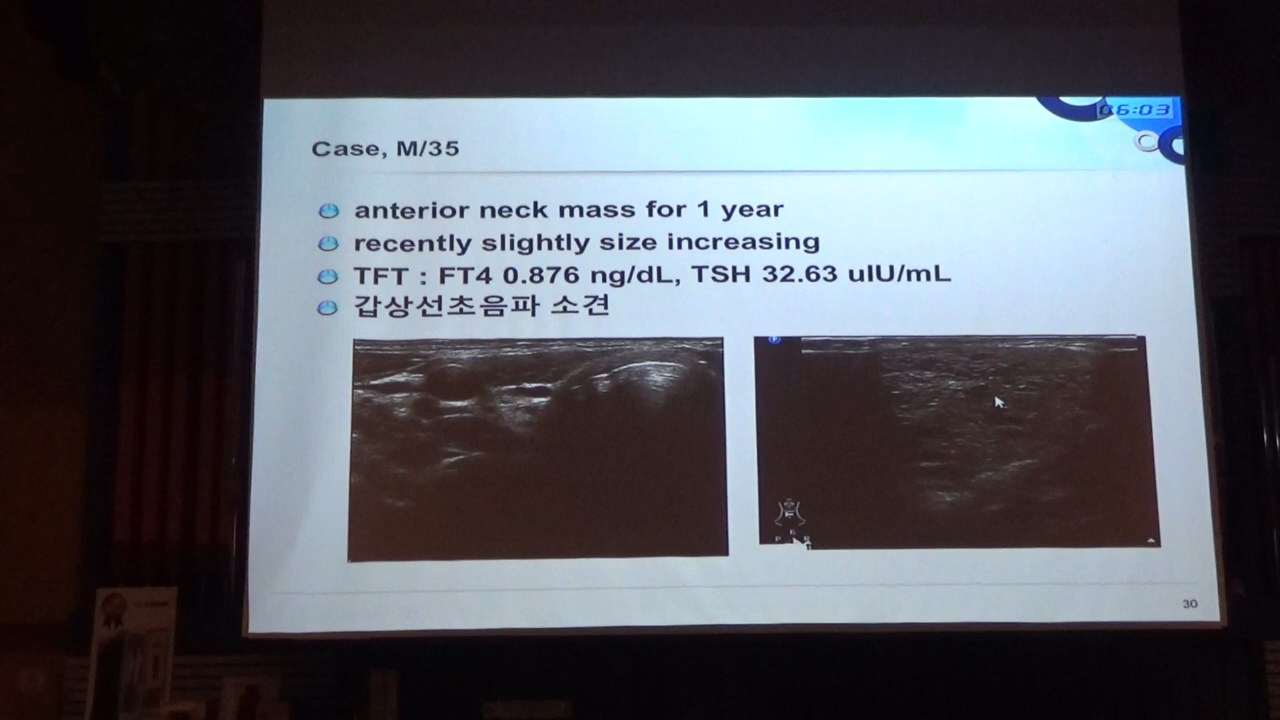 06:03
Case, M/35
anterior neck mass for 1 year
recently slightly size increasing
TFT : FT4 0.876 ng/dL, TSH 32.63 uIU/mL
갑상선초음파 소견
30